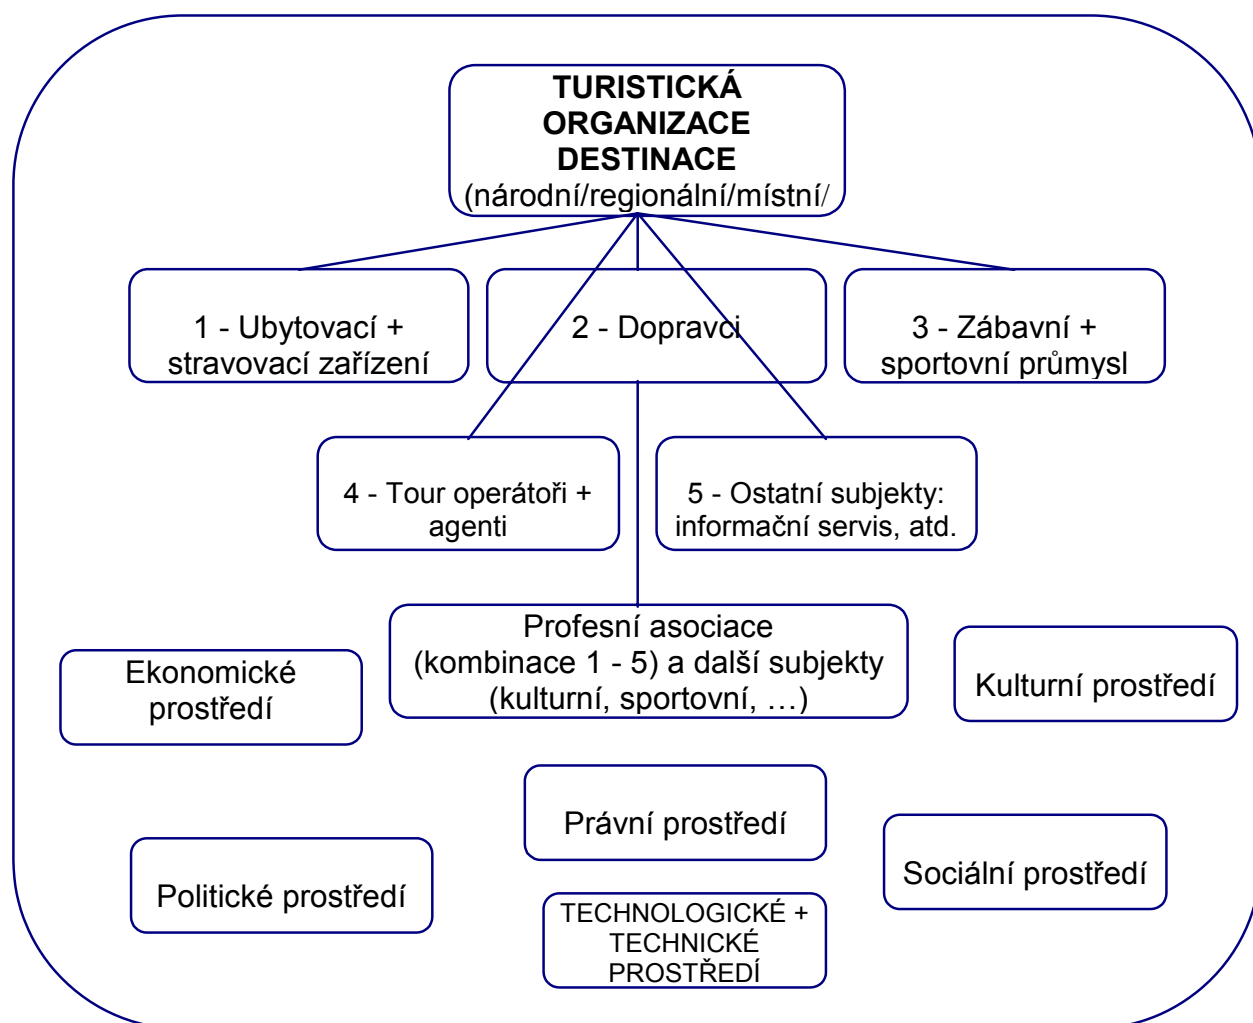 TURISTICKÁ
ORGANIZACE
DESTINACE
(národní/regionální/místní/
1 - Ubytovací +
stravovací zařízení
2 - Dopravci
3 - Zábavní +
sportovní průmysl
4 - Tour operátoři +
agenti
5 - Ostatní subjekty:
informační servis, atd.
Profesní asociace
(kombinace 1 - 5) a další subjekty
(kulturní, sportovní, …)
Ekonomické
prostředí
Kulturní prostředí
Právní prostředí
Politické prostředí
Sociální prostředí
TECHNOLOGICKÉ +
TECHNICKÉ
PROSTŘEDÍ